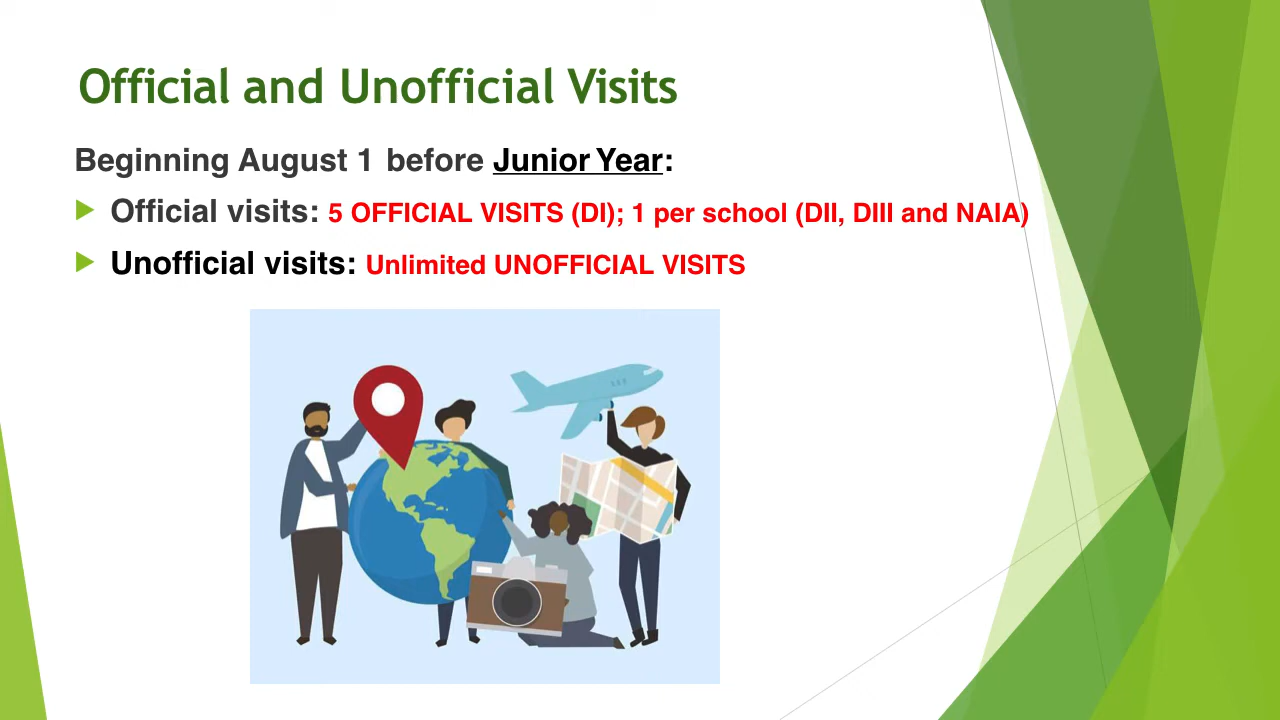 Official and Unofficial Visits
Beginning August 1 before Junior Year:
Official visits: 5 OFFICIAL VISITS (DI); 1 per school (DII, DIII and NAIA)
Unofficial visits: Unlimited UNOFFICIAL VISITS